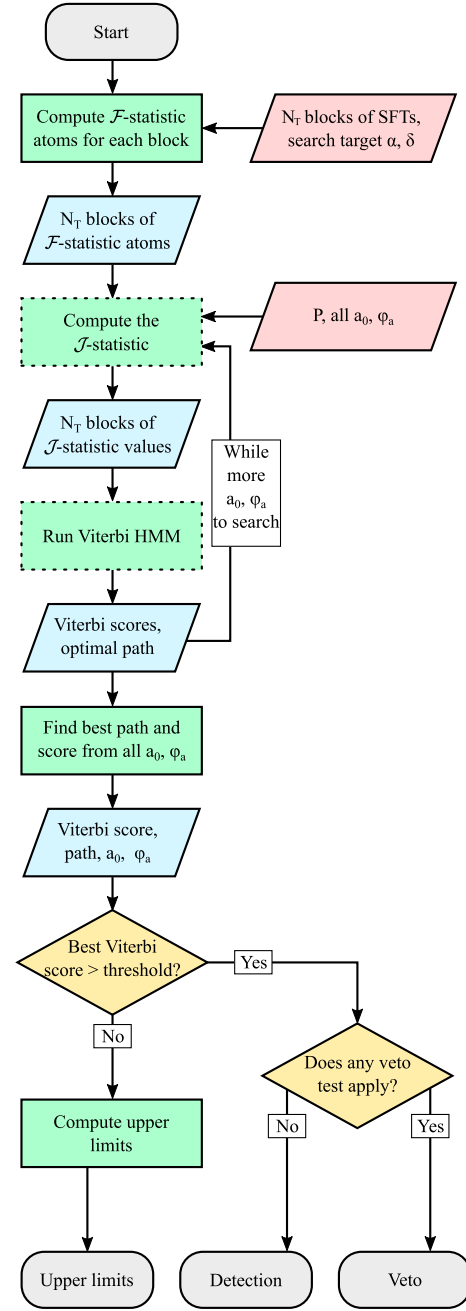 Start
Compute ℱ-statistic
atoms for each block
N_T blocks of SFTs,
search target α, δ
N_T blocks of
ℱ-statistic atoms
Compute the
𝒥-statistic
P, all a₀, φₐ
N_T blocks of
𝒥-statistic values
While
more
a₀, φₐ
to search
Run Viterbi HMM
Viterbi scores,
optimal path
Find best path and
score from all a₀, φₐ
Viterbi score,
path, a₀, φₐ
Best Viterbi
score > threshold?
Yes
No
Does any veto
test apply?
No
Yes
Compute upper
limits
Upper limits
Detection
Veto